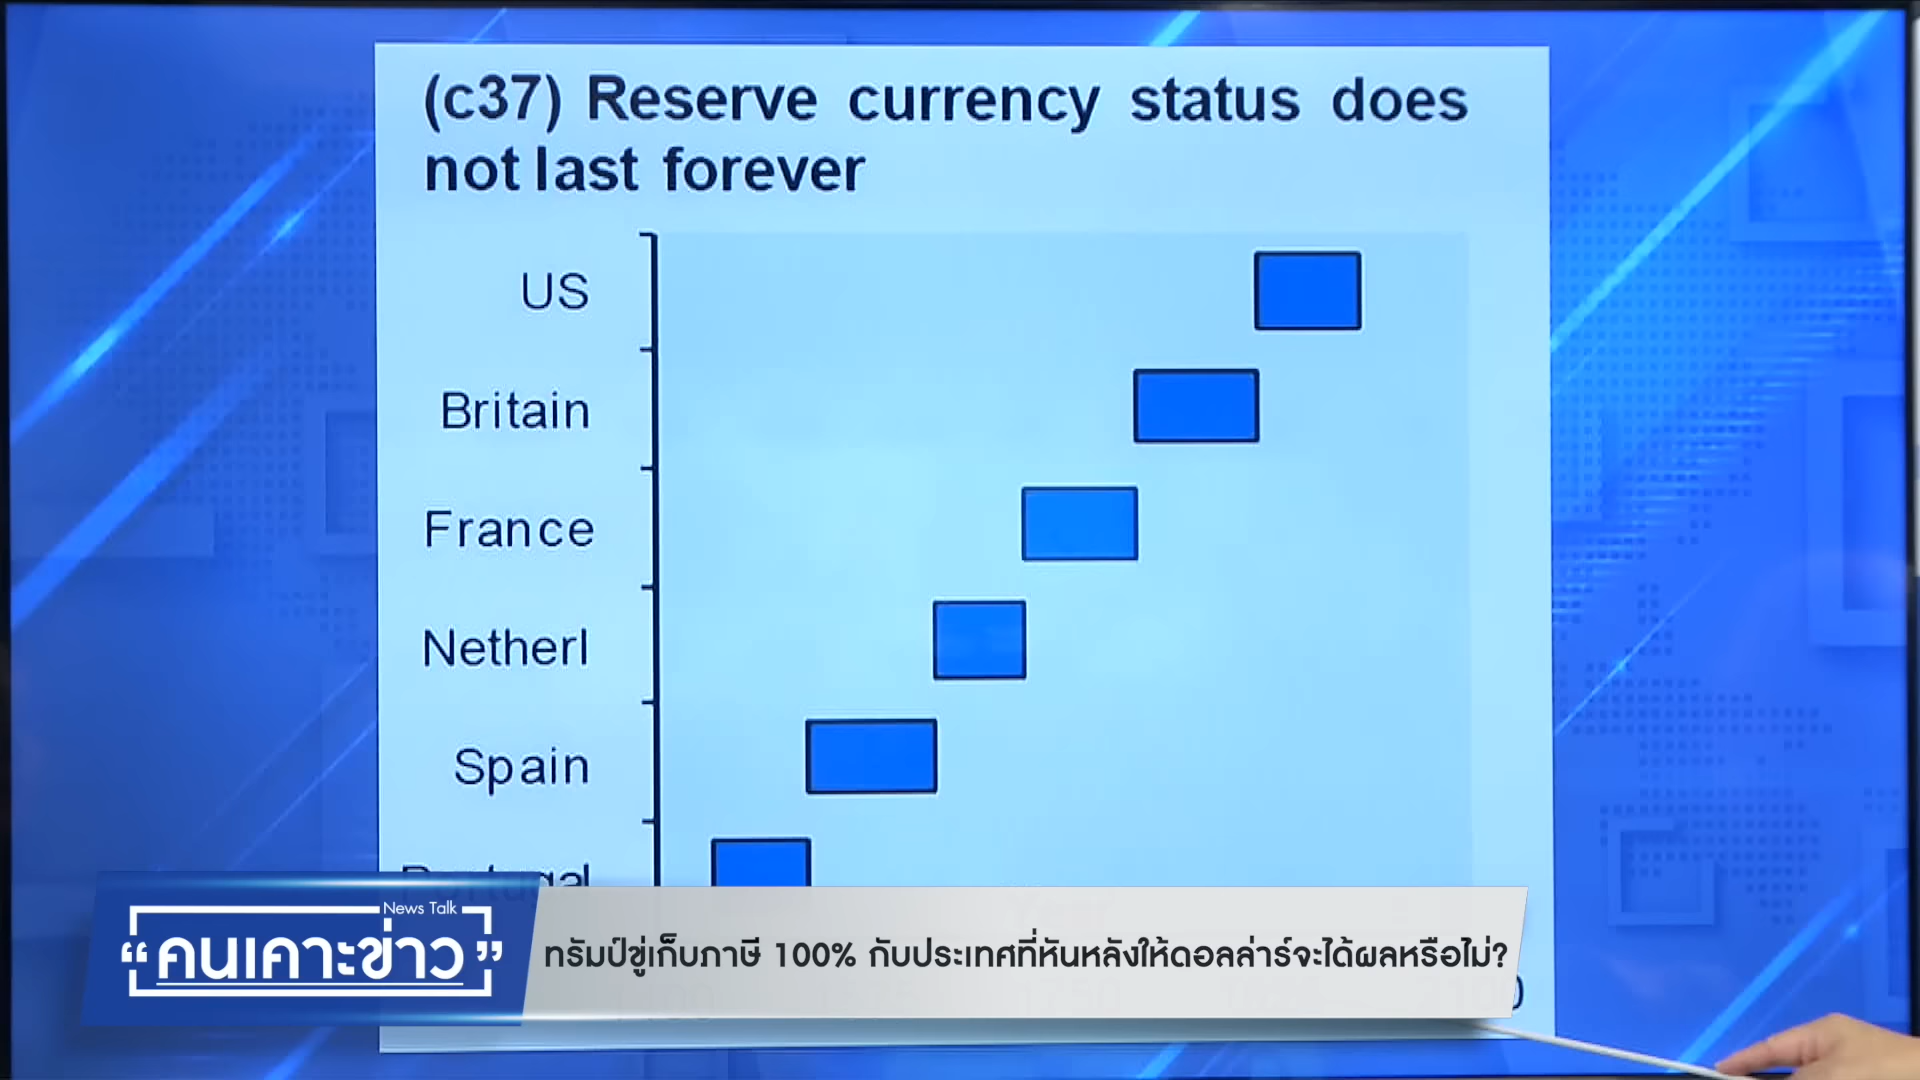 (c37) Reserve currency status does
not last forever
US
Britain
France
Netherl
Spain
Portugal
News Talk
“คนเคาะข่าว”
ทรัมป์ขู่เก็บภาษี 100% กับประเทศที่หันหลังให้ดอลล่าร์จะได้ผลหรือไม่?